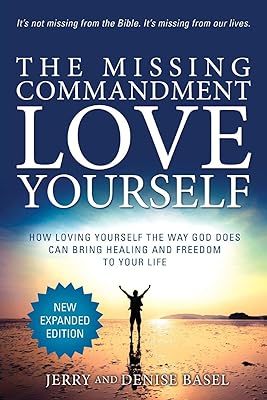 It's not missing from the Bible. It's missing from our lives.
THE MISSING
COMMANDMENT
LOVE
YOURSELF
HOW LOVING YOURSELF THE WAY GOD DOES
CAN BRING HEALING AND FREEDOM
TO YOUR LIFE
NEW
EXPANDED
EDITION
JERRY AND DENISE BASEL